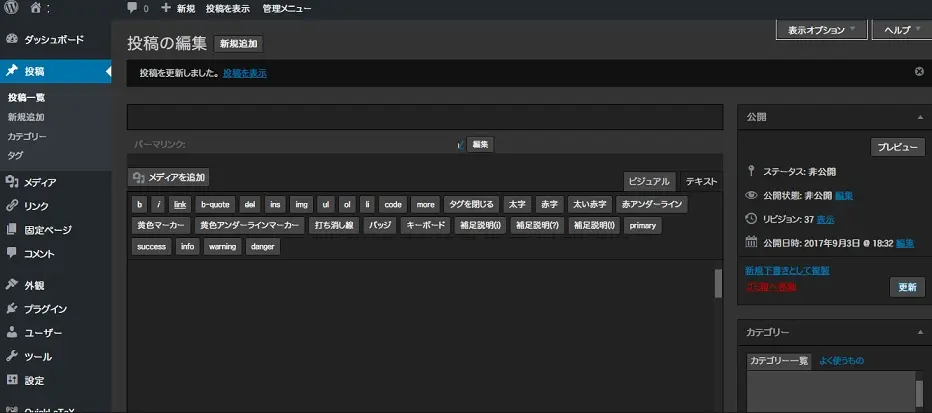 0 新規 投稿を表示 管理メニュー
ダッシュボード
投稿
投稿一覧
新規追加
カテゴリー
タグ
メディア
リンク
固定ページ
コメント
外観
プラグイン
ユーザー
ツール
設定
QuickLaTeX
投稿の編集 新規追加
表示オプション ヘルプ
投稿を更新しました。 投稿を表示
パーマリンク: 編集
メディアを追加
ビジュアル テキスト
b i link b-quote del ins img ul ol li code more タグを閉じる 太字 赤字 太い赤字 赤アンダーライン
黄色マーカー 黄色アンダーラインマーカー 打ち消し線 バッジ キーボード 補足説明(i) 補足説明(?) 補足説明(!) primary
success info warning danger
公開
プレビュー
ステータス: 非公開
公開状態: 非公開 編集
リビジョン: 37 表示
公開日時: 2017年9月3日 @ 18:32 編集
新規下書きとして複製
ゴミ箱へ移動
更新
カテゴリー
カテゴリー一覧 よく使うもの